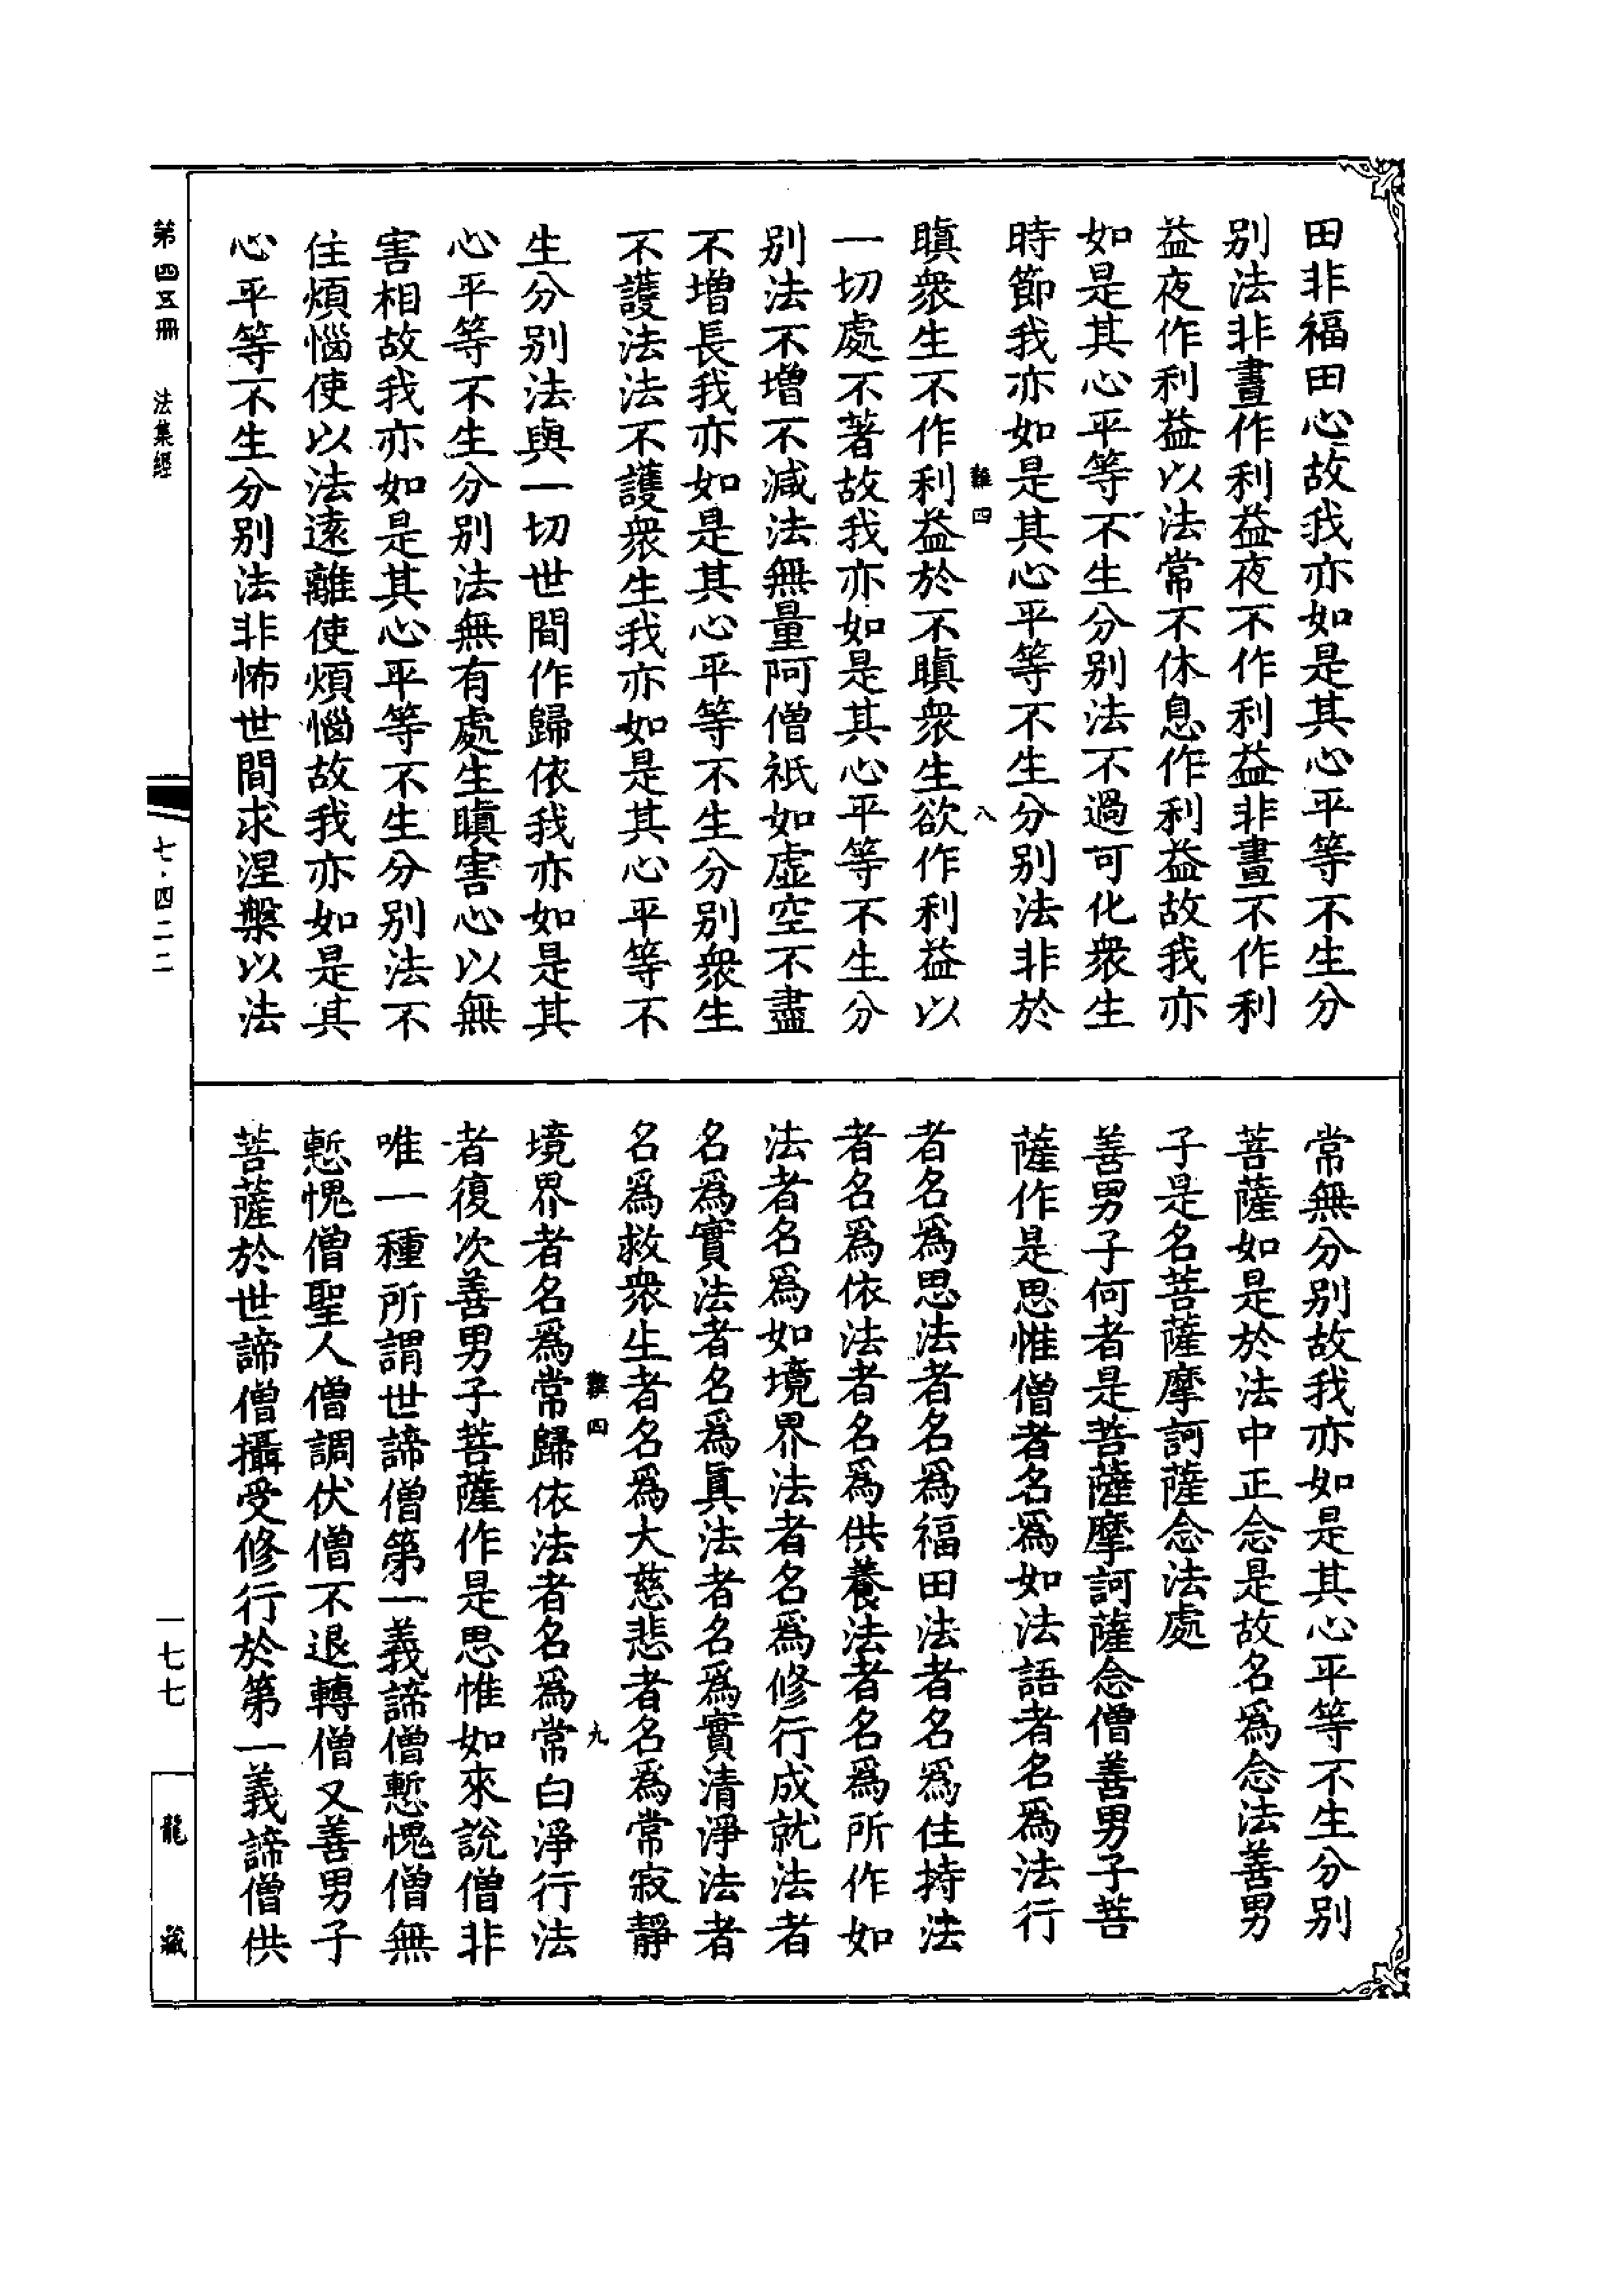 田非福田心故我亦如是其心平等不生分
别法非晝作利益夜不作利益非晝不作利
益夜作利益以法常不休息作利益故我亦
如是其心平等不生分别法不過可化衆生
時節我亦如是其心平等不生分别法非於
難四
八
瞋衆生不作利益於不瞋衆生欲作利益以
一切處不著故我亦如是其心平等不生分
别法不增不減法無量阿僧祇如虛空不盡
不增長我亦如是其心平等不生分别衆生
不護法法不護衆生我亦如是其心平等不
生分别法與一切世間作歸依我亦如是其
心平等不生分别法無有處生瞋害心以無
害相故我亦如是其心平等不生分别法不
住煩惱使以法遠離使煩惱故我亦如是其
心平等不生分别法非怖世間求涅槃以法
常無分别故我亦如是其心平等不生分别
菩薩如是於法中正念是故名爲念法善男
子是名菩薩摩訶薩念法處
善男子何者是菩薩摩訶薩念僧善男子菩
薩作是思惟僧者名爲如法語者名爲法行
者名爲思法者名爲福田法者名爲住持法
者名爲依法者名爲供養法者名爲所作如
法者名爲如境界法者名爲修行成就法者
名爲實法者名爲眞法者名爲實清淨法者
名爲救衆生者名爲大慈悲者名爲常寂靜
難四
九
境界者名爲常歸依法者名爲常白淨行法
者復次善男子菩薩作是思惟如來說僧非
唯一種所謂世諦僧第一義諦僧慙愧僧無
慙愧僧聖人僧調伏僧不退轉僧又善男子
菩薩於世諦僧攝受修行於第一義諦僧供
第四五冊 法集經
七·四二二
一七七
龍藏